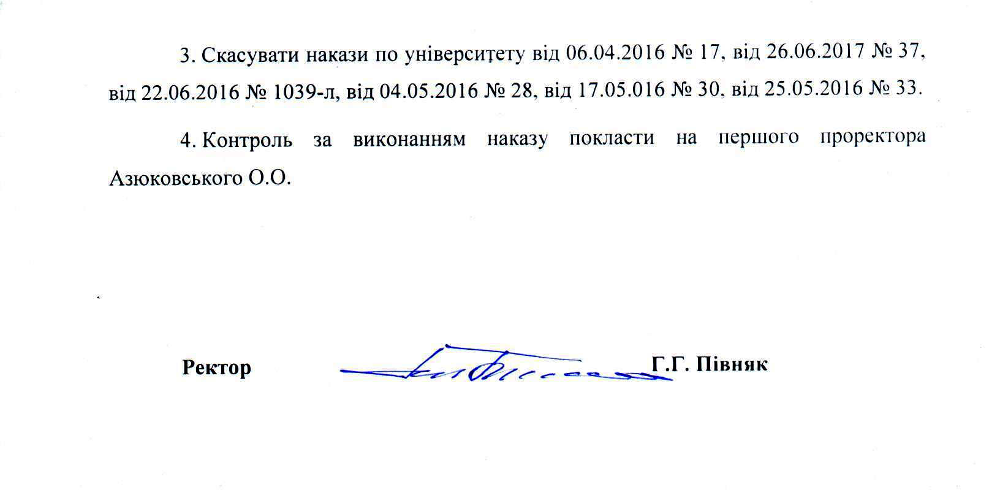 3. Скасувати накази по університету від 06.04.2016 № 17, від 26.06.2017 № 37,
від 22.06.2016 № 1039-л, від 04.05.2016 № 28, від 17.05.016 № 30, від 25.05.2016 № 33.
4. Контроль за виконанням наказу покласти на першого проректора
Азюковського О.О.
Ректор Г.Г. Півняк